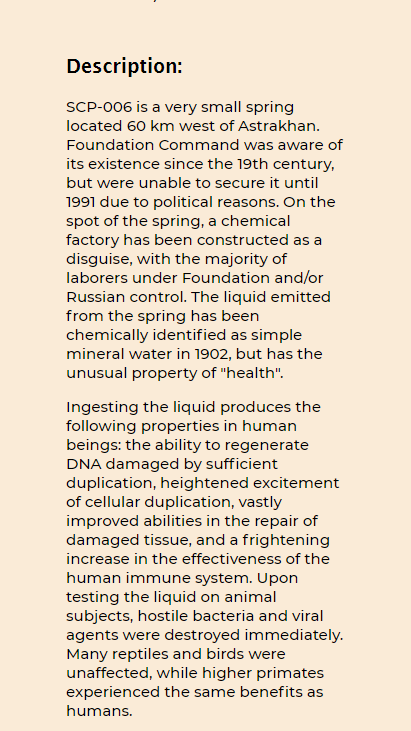 Description:
SCP-006 is a very small spring
located 60 km west of Astrakhan.
Foundation Command was aware of
its existence since the 19th century,
but were unable to secure it until
1991 due to political reasons. On the
spot of the spring, a chemical
factory has been constructed as a
disguise, with the majority of
laborers under Foundation and/or
Russian control. The liquid emitted
from the spring has been
chemically identified as simple
mineral water in 1902, but has the
unusual property of "health".
Ingesting the liquid produces the
following properties in human
beings: the ability to regenerate
DNA damaged by sufficient
duplication, heightened excitement
of cellular duplication, vastly
improved abilities in the repair of
damaged tissue, and a frightening
increase in the effectiveness of the
human immune system. Upon
testing the liquid on animal
subjects, hostile bacteria and viral
agents were destroyed immediately.
Many reptiles and birds were
unaffected, while higher primates
experienced the same benefits as
humans.